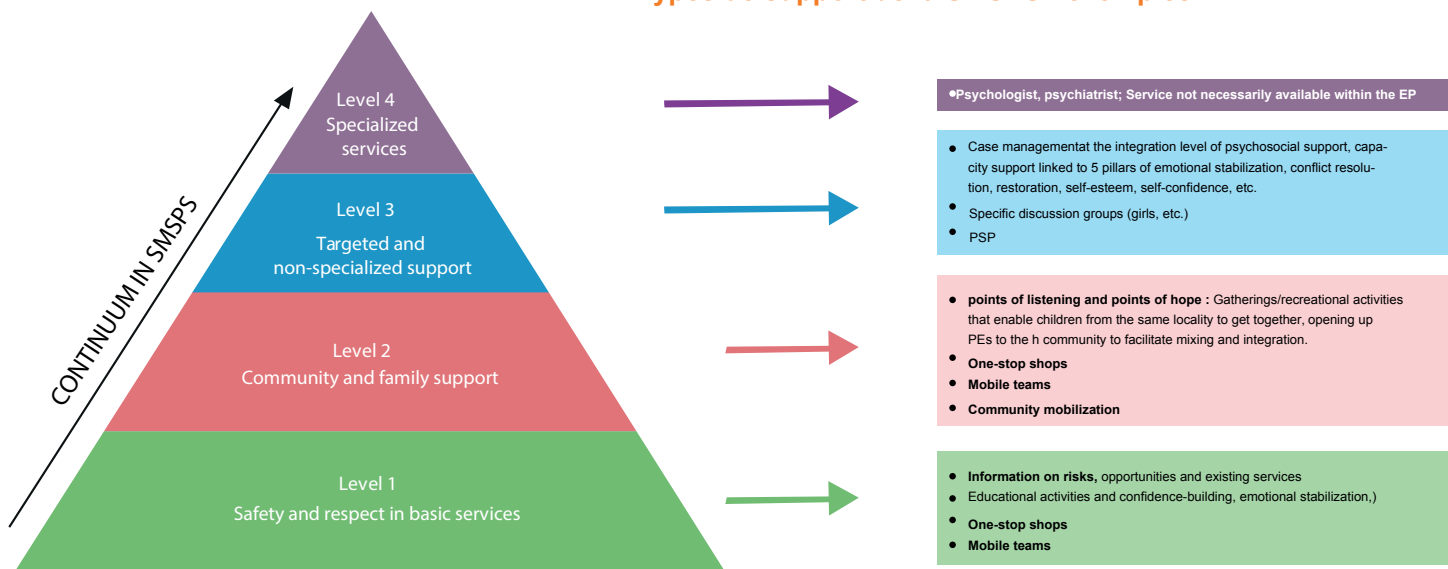 CONTINUUM IN SMSPS
Level 4
Specialized
services
Level 3
Targeted and
non-specialized support
Level 2
Community and family support
Level 1
Safety and respect in basic services
•Psychologist, psychiatrist; Service not necessarily available within the EP
• Case managementat the integration level of psychosocial support, capa-
city support linked to 5 pillars of emotional stabilization, conflict resolu-
tion, restoration, self-esteem, self-confidence, etc.
• Specific discussion groups (girls, etc.)
• PSP
• points of listening and points of hope : Gatherings/recreational activities
that enable children from the same locality to get together, opening up
PEs to the h community to facilitate mixing and integration.
• One-stop shops
• Mobile teams
• Community mobilization
• Information on risks, opportunities and existing services
• Educational activities and confidence-building, emotional stabilization,)
• One-stop shops
• Mobile teams